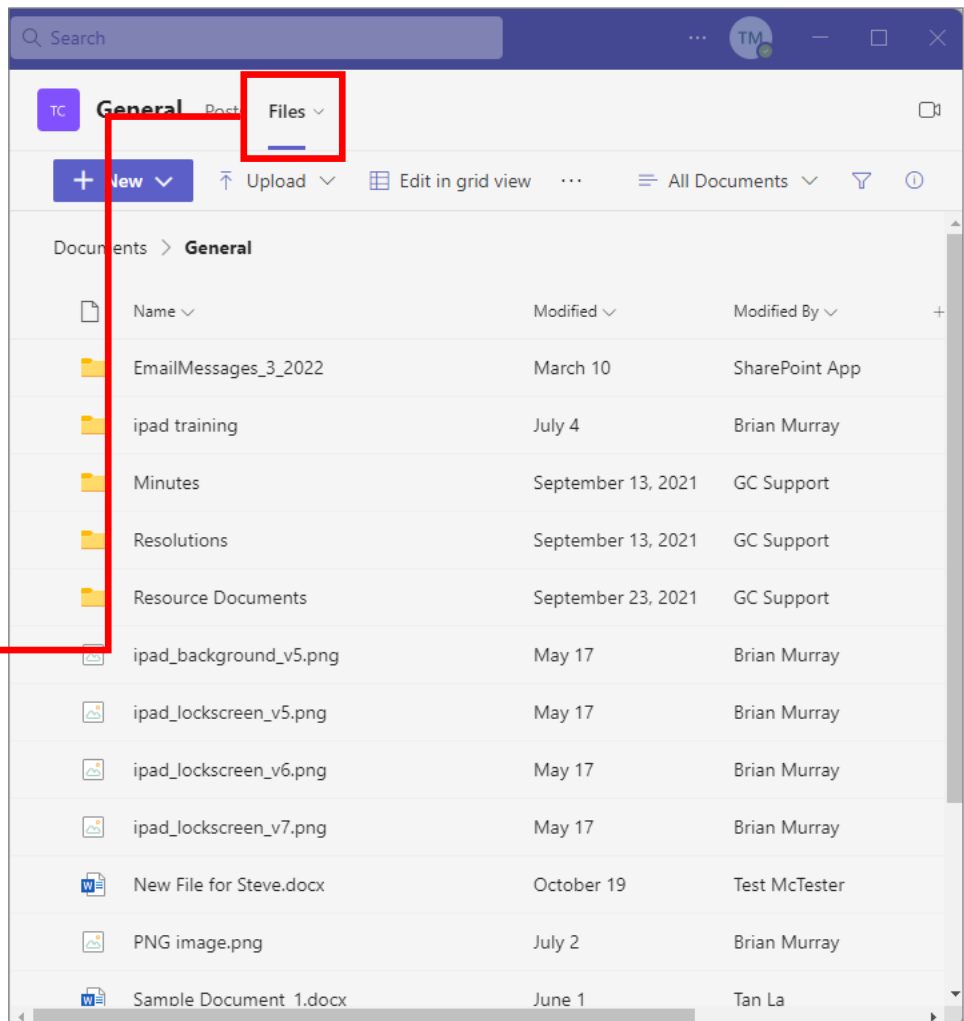 Search
... TM
TC General Posts Files
New Upload Edit in grid view ... All Documents
Documents > General
Name Modified Modified By
EmailMessages_3_2022 March 10 SharePoint App
ipad training July 4 Brian Murray
Minutes September 13, 2021 GC Support
Resolutions September 13, 2021 GC Support
Resource Documents September 23, 2021 GC Support
ipad_background_v5.png May 17 Brian Murray
ipad_lockscreen_v5.png May 17 Brian Murray
ipad_lockscreen_v6.png May 17 Brian Murray
ipad_lockscreen_v7.png May 17 Brian Murray
New File for Steve.docx October 19 Test McTester
PNG image.png July 2 Brian Murray
Sample Document_1.docx June 1 Tan La